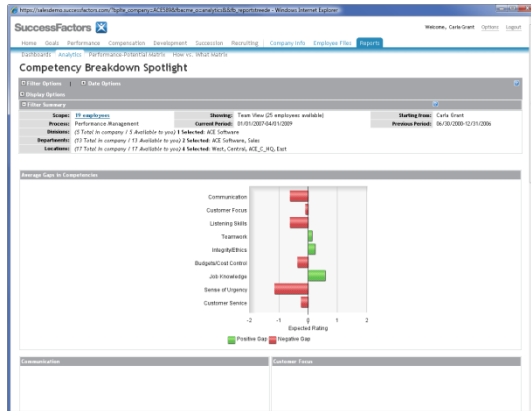 SuccessFactors
Welcome, Carla Grant Options Logout
Home Goals Performance Compensation Development Succession Recruiting Company Info Employee Files Reports
Dashboards Analytics Performance-Potential Matrix How vs. What Matrix
Competency Breakdown Spotlight
Filter Options | Date Options
Display Options
Filter Summary
Scope: 19 employees Showing: Team View (25 employees available) Starting from: Carla Grant
Process: Performance Management Current Period: 01/01/2007-04/01/2009 Previous Period: 06/30/2000-12/31/2006
Divisions: (5 Total in company / 5 Available to you) 1 Selected: ACE Software
Departments: (13 Total in company / 13 Available to you) 2 Selected: ACE Software, Sales
Locations: (17 Total in company / 17 Available to you) 4 Selected: West, Central, ACE_C_HQ, East
Average Gaps in Competencies
Communication
Customer Focus
Listening Skills
Teamwork
Integrity/Ethics
Budgets/Cost Control
Job Knowledge
Sense of Urgency
Customer Service
-2 -1 0 1 2
Expected Rating
Positive Gap Negative Gap
Communication Customer Focus